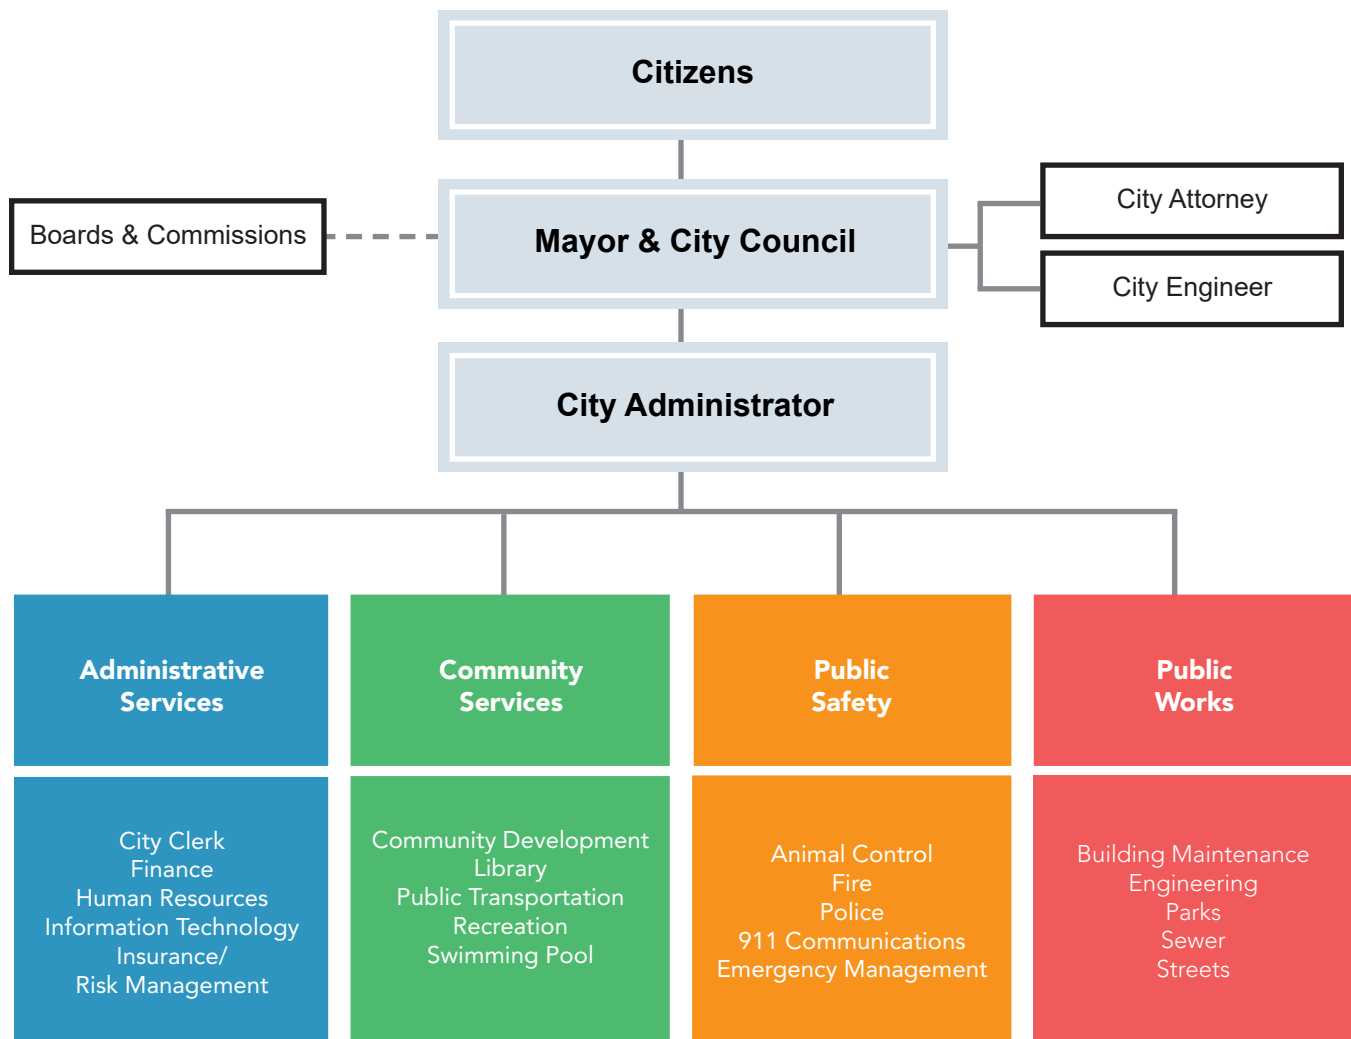 Citizens
Boards & Commissions
Mayor & City Council
City Attorney
City Engineer
City Administrator
Administrative
Services
Community
Services
Public
Safety
Public
Works
City Clerk
Finance
Human Resources
Information Technology
Insurance/
Risk Management
Community Development
Library
Public Transportation
Recreation
Swimming Pool
Animal Control
Fire
Police
911 Communications
Emergency Management
Building Maintenance
Engineering
Parks
Sewer
Streets